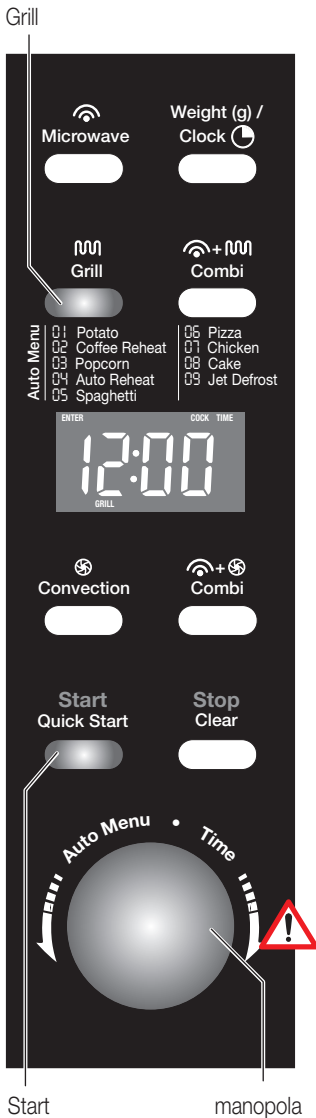 Grill
Microwave
Weight (g) /
Clock
Grill
+
Combi
Auto Menu
01 Potato
02 Coffee Reheat
03 Popcorn
04 Auto Reheat
05 Spaghetti
06 Pizza
07 Chicken
08 Cake
09 Jet Defrost
ENTER COCK TIME
12:00
GRILL
Convection
+
Combi
Start
Quick Start
Stop
Clear
Auto Menu • Time
!
Start manopola